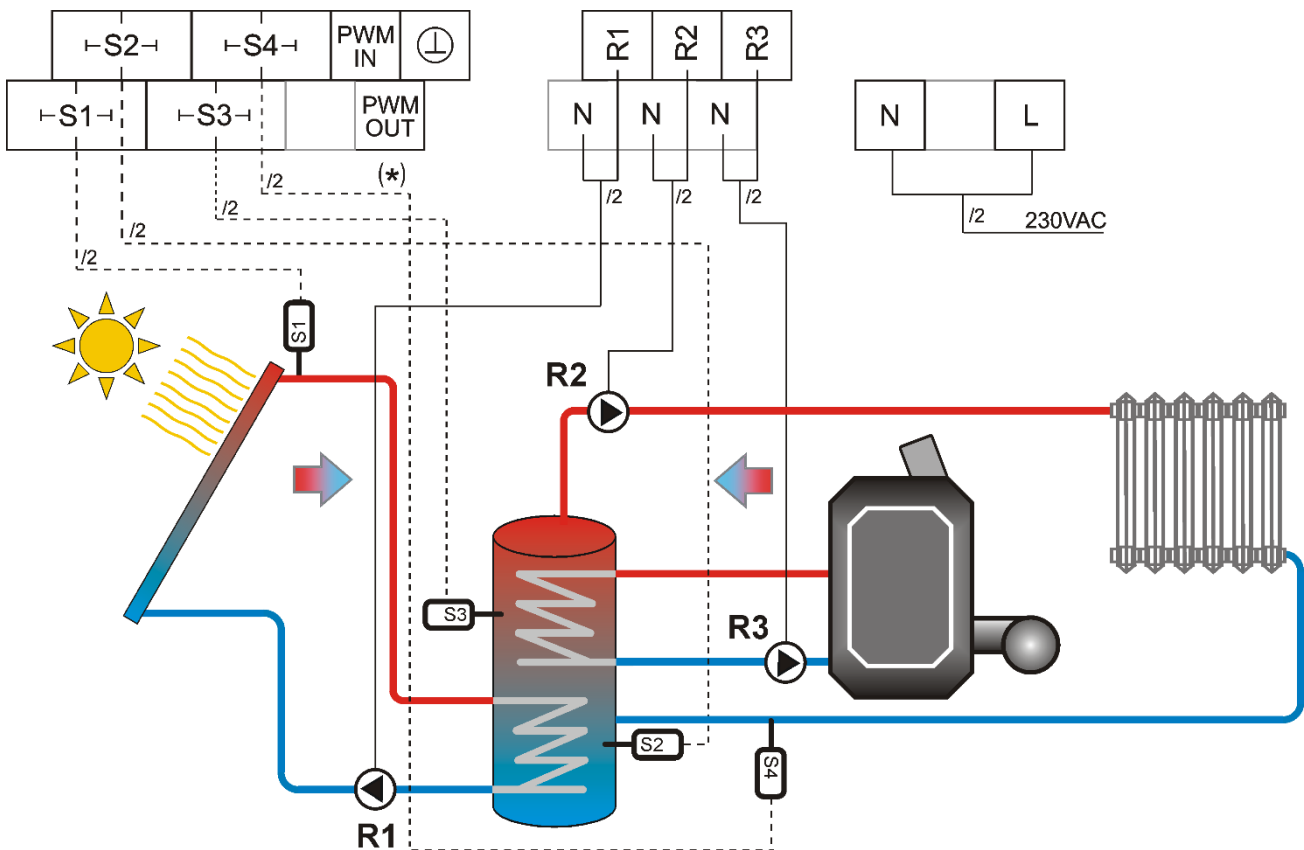 S2
S4
PWM
IN
S1
S3
PWM
OUT
R1
R2
R3
N
N
N
N
L
(*)
/2
/2
/2
/2
/2
/2
/2
/2
230VAC
S1
R2
S3
R3
S2
S4
R1